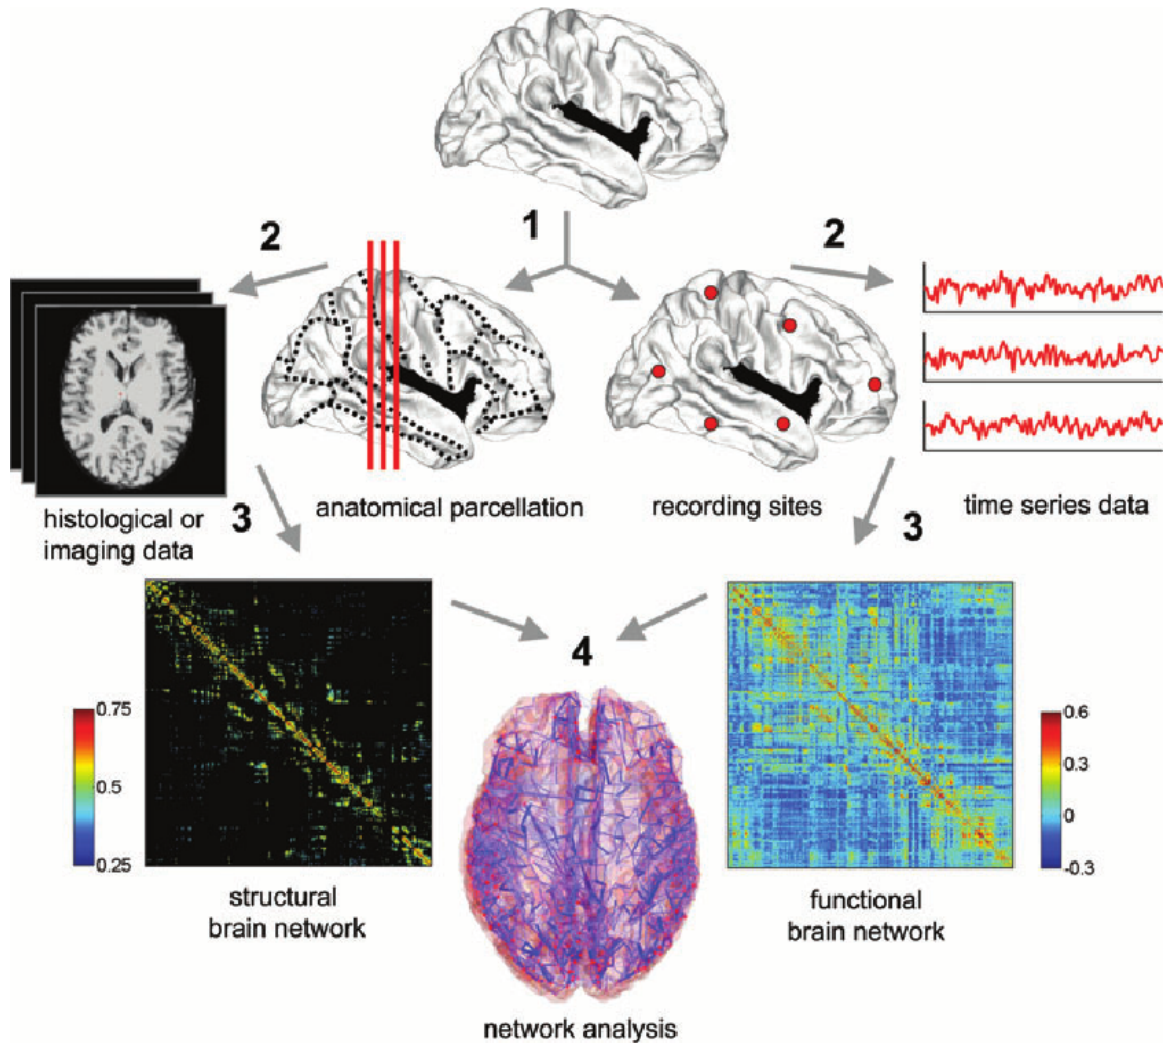 1
2
2
anatomical parcellation
recording sites
time series data
histological or
imaging data
3
3
4
0.75
0.5
0.25
0.6
0.3
0
-0.3
structural
brain network
functional
brain network
network analysis